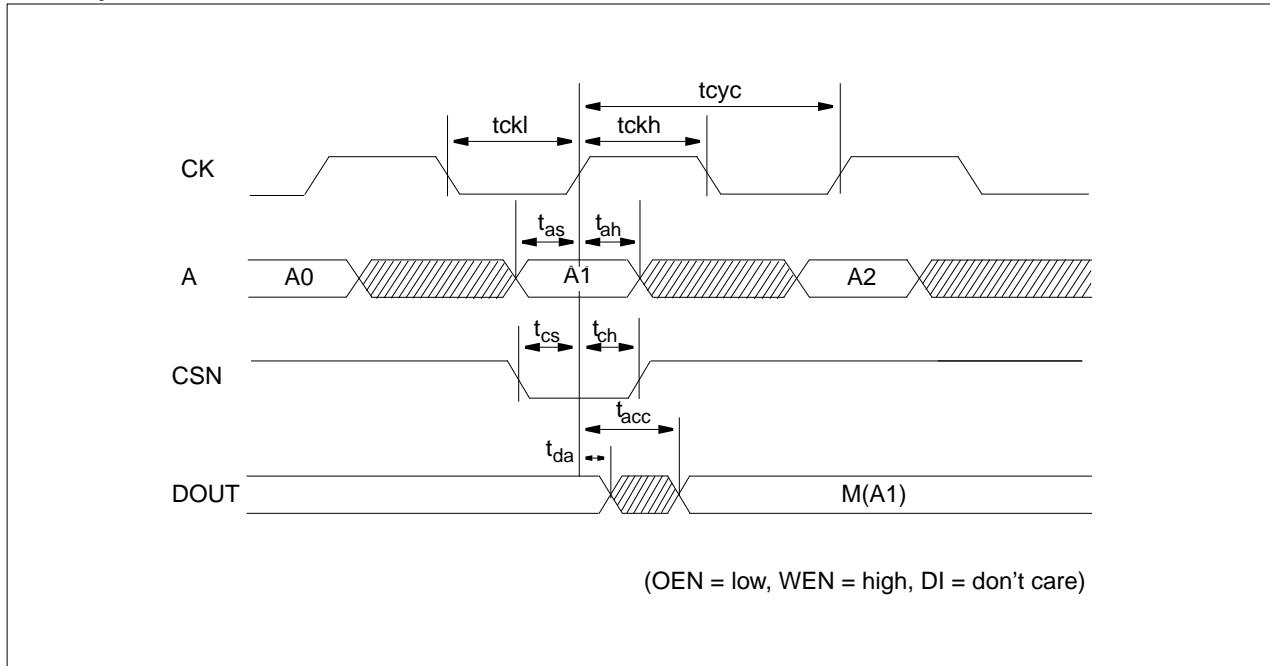 tcyc
tckl
tckh
CK
tas
tah
A
A0
A1
A2
tcs
tch
CSN
tacc
tda
DOUT
M(A1)
(OEN = low, WEN = high, DI = don't care)